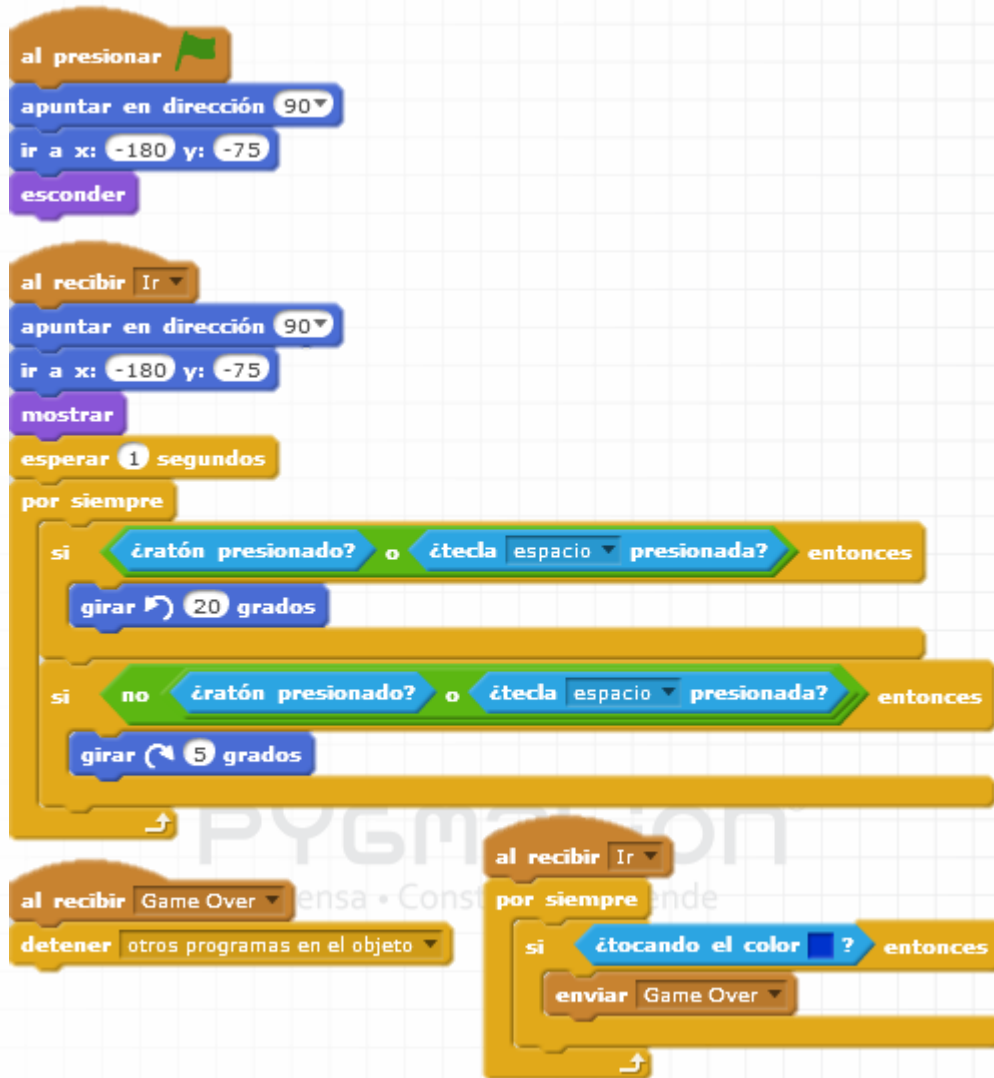 al presionar
apuntar en dirección 90
ir a x: -180 y: -75
esconder
al recibir Ir
apuntar en dirección 90
ir a x: -180 y: -75
mostrar
esperar 1 segundos
por siempre
si ¿ratón presionado? o ¿tecla espacio presionada? entonces
girar 20 grados
si no ¿ratón presionado? o ¿tecla espacio presionada? entonces
girar 5 grados
al recibir Game Over
detener otros programas en el objeto
al recibir Ir
por siempre
si ¿tocando el color ? entonces
enviar Game Over